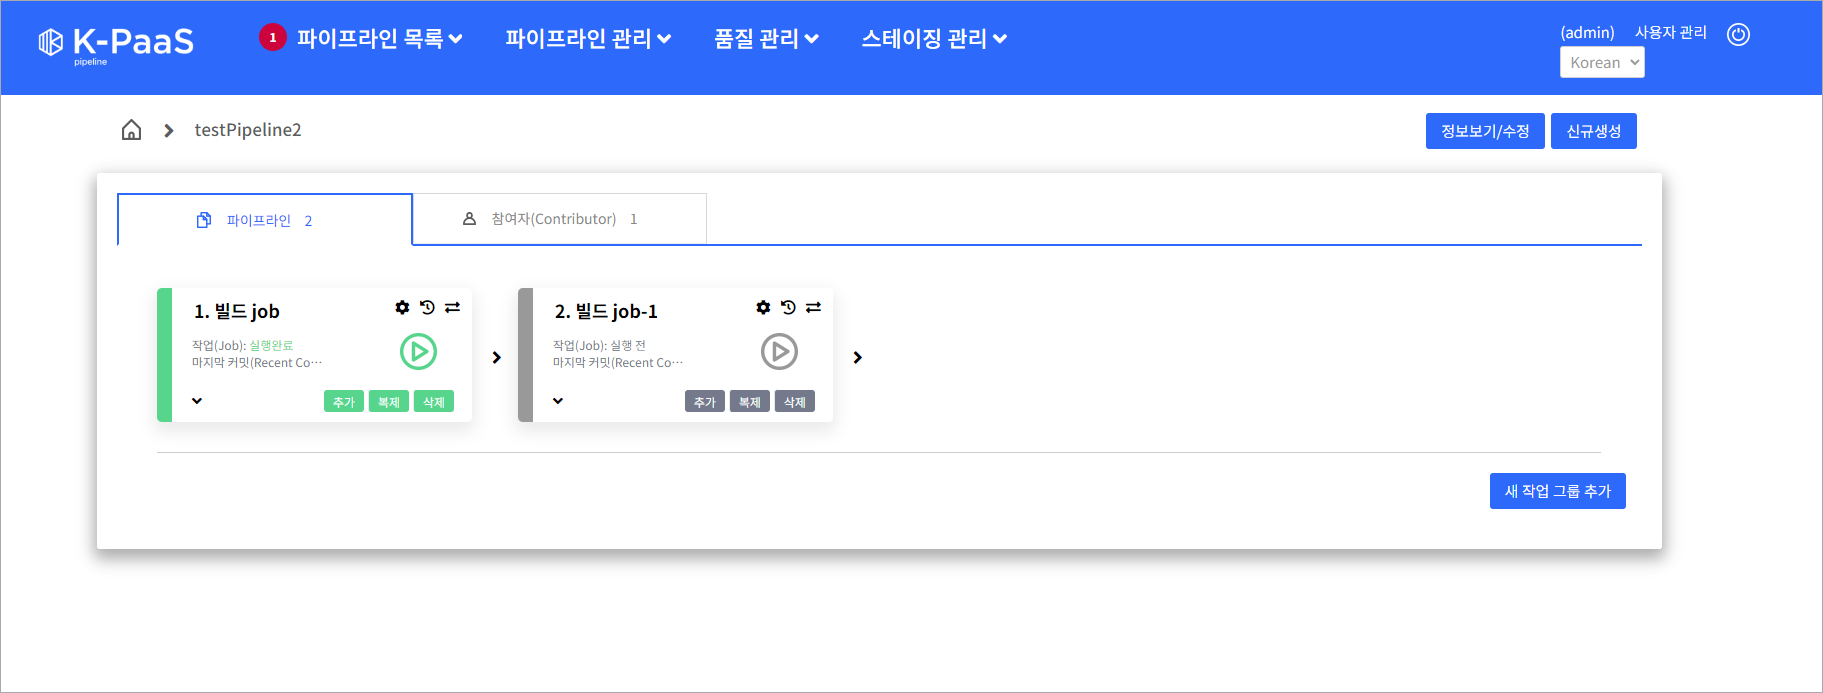 K-PaaS
pipeline
1 파이프라인 목록 파이프라인 관리 품질 관리 스테이징 관리
(admin) 사용자 관리
Korean
testPipeline2
정보보기/수정 신규생성
파이프라인 2
참여자(Contributor) 1
1. 빌드 job
작업(Job): 실행완료
마지막 커밋(Recent Co…
추가 복제 삭제
2. 빌드 job-1
작업(Job): 실행 전
마지막 커밋(Recent Co…
추가 복제 삭제
새 작업 그룹 추가